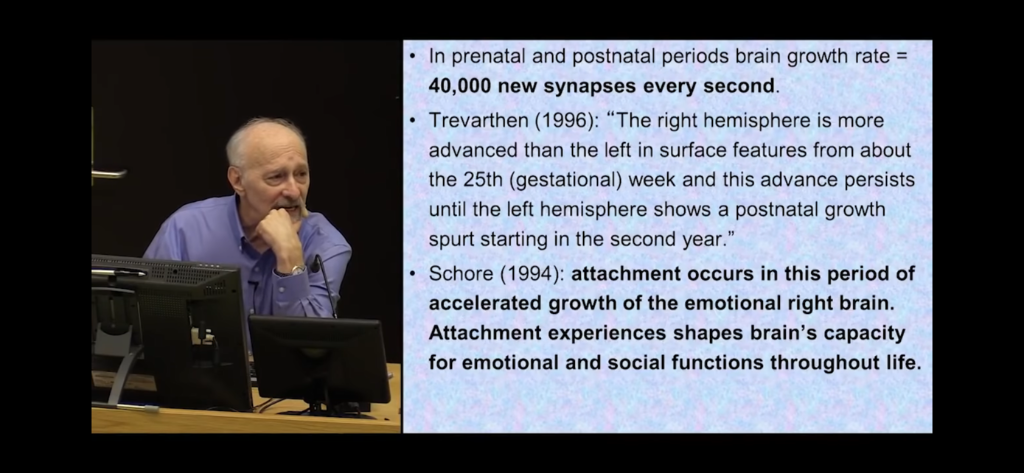 • In prenatal and postnatal periods brain growth rate =
40,000 new synapses every second.
• Trevarthen (1996): “The right hemisphere is more
advanced than the left in surface features from about
the 25th (gestational) week and this advance persists
until the left hemisphere shows a postnatal growth
spurt starting in the second year.”
• Schore (1994): attachment occurs in this period of
accelerated growth of the emotional right brain.
Attachment experiences shapes brain’s capacity
for emotional and social functions throughout life.